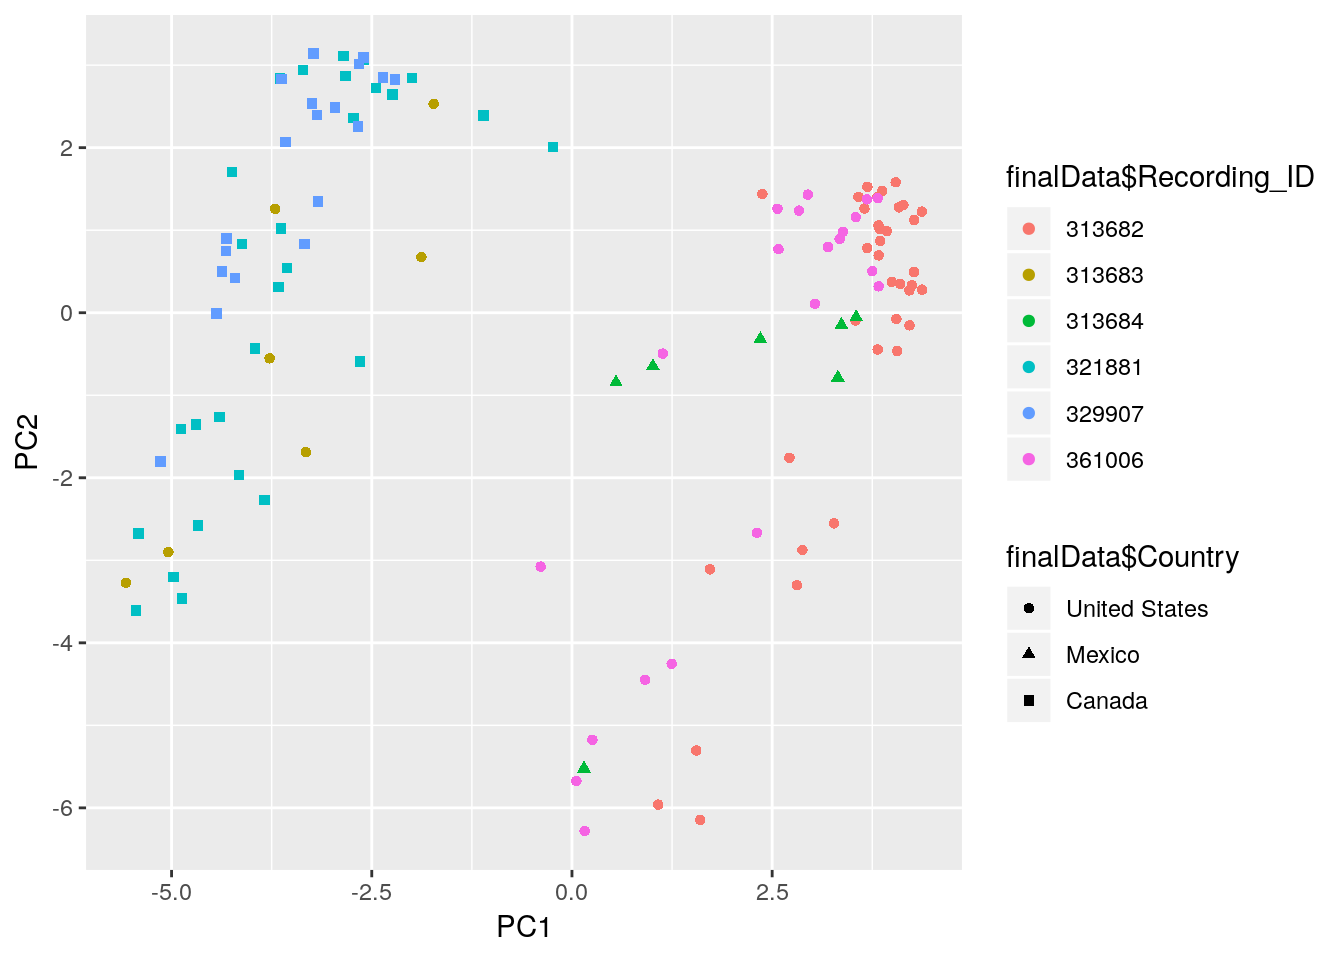 2
0
-2
-4
-6
PC2
-5.0
-2.5
0.0
2.5
PC1
finalData$Recording_ID
313682
313683
313684
321881
329907
361006
finalData$Country
United States
Mexico
Canada